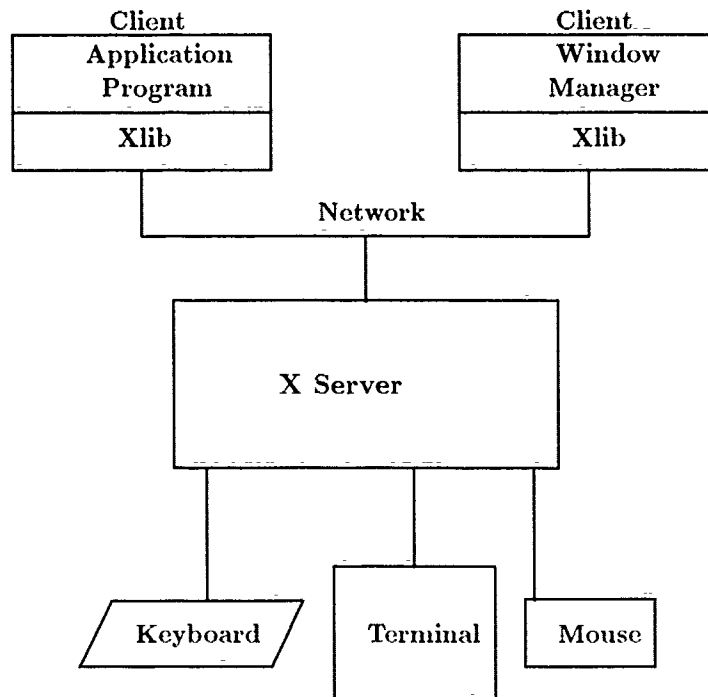 Client
Client
Application
Program
Window
Manager
Xlib
Xlib
Network
X Server
Keyboard
Terminal
Mouse